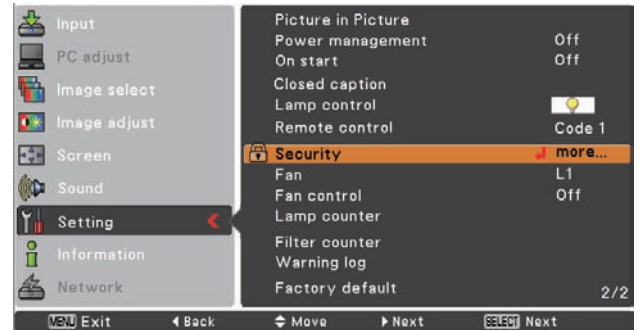 Input
PC adjust
Image select
Image adjust
Screen
Sound
Setting
Information
Network
Picture in Picture
Power management Off
On start Off
Closed caption
Lamp control
Remote control Code 1
Security more...
Fan L1
Fan control Off
Lamp counter
Filter counter
Warning log
Factory default 2/2
MENU Exit Back Move Next SELECT Next